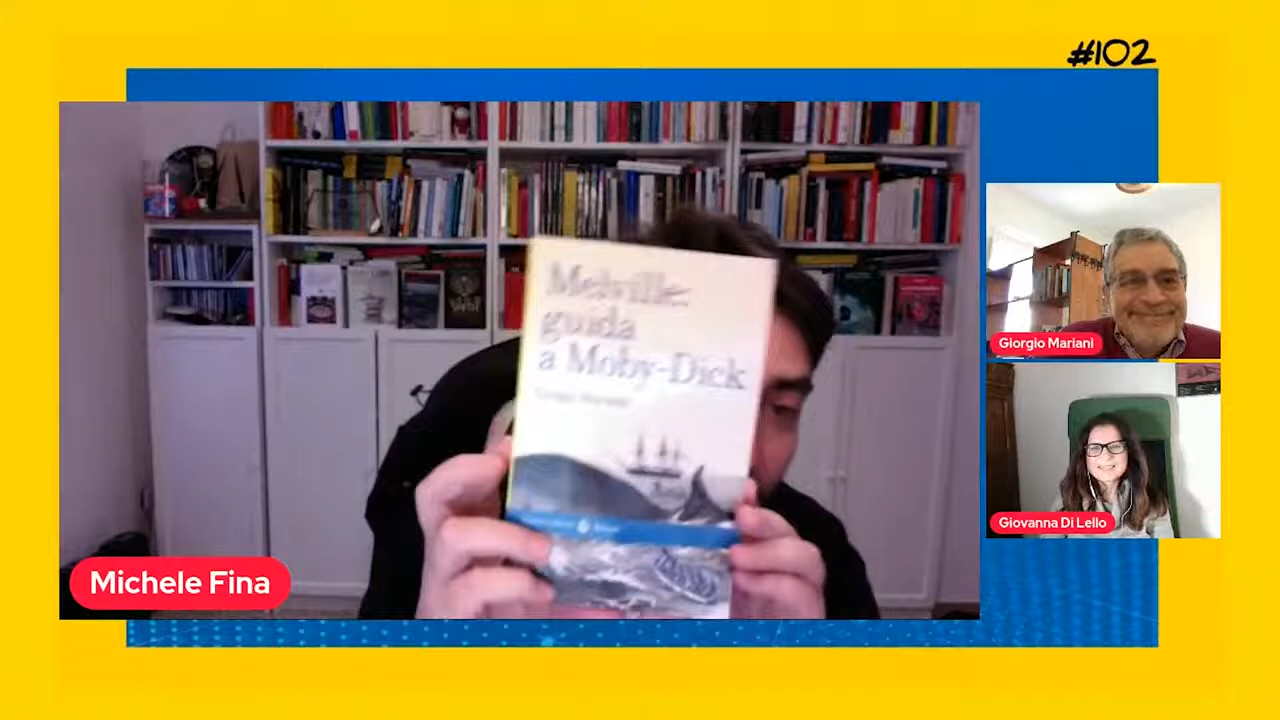 #102
Melville:
guida
a Moby-Dick
Giorgio Mariani
Michele Fina
Giovanna Di Lello